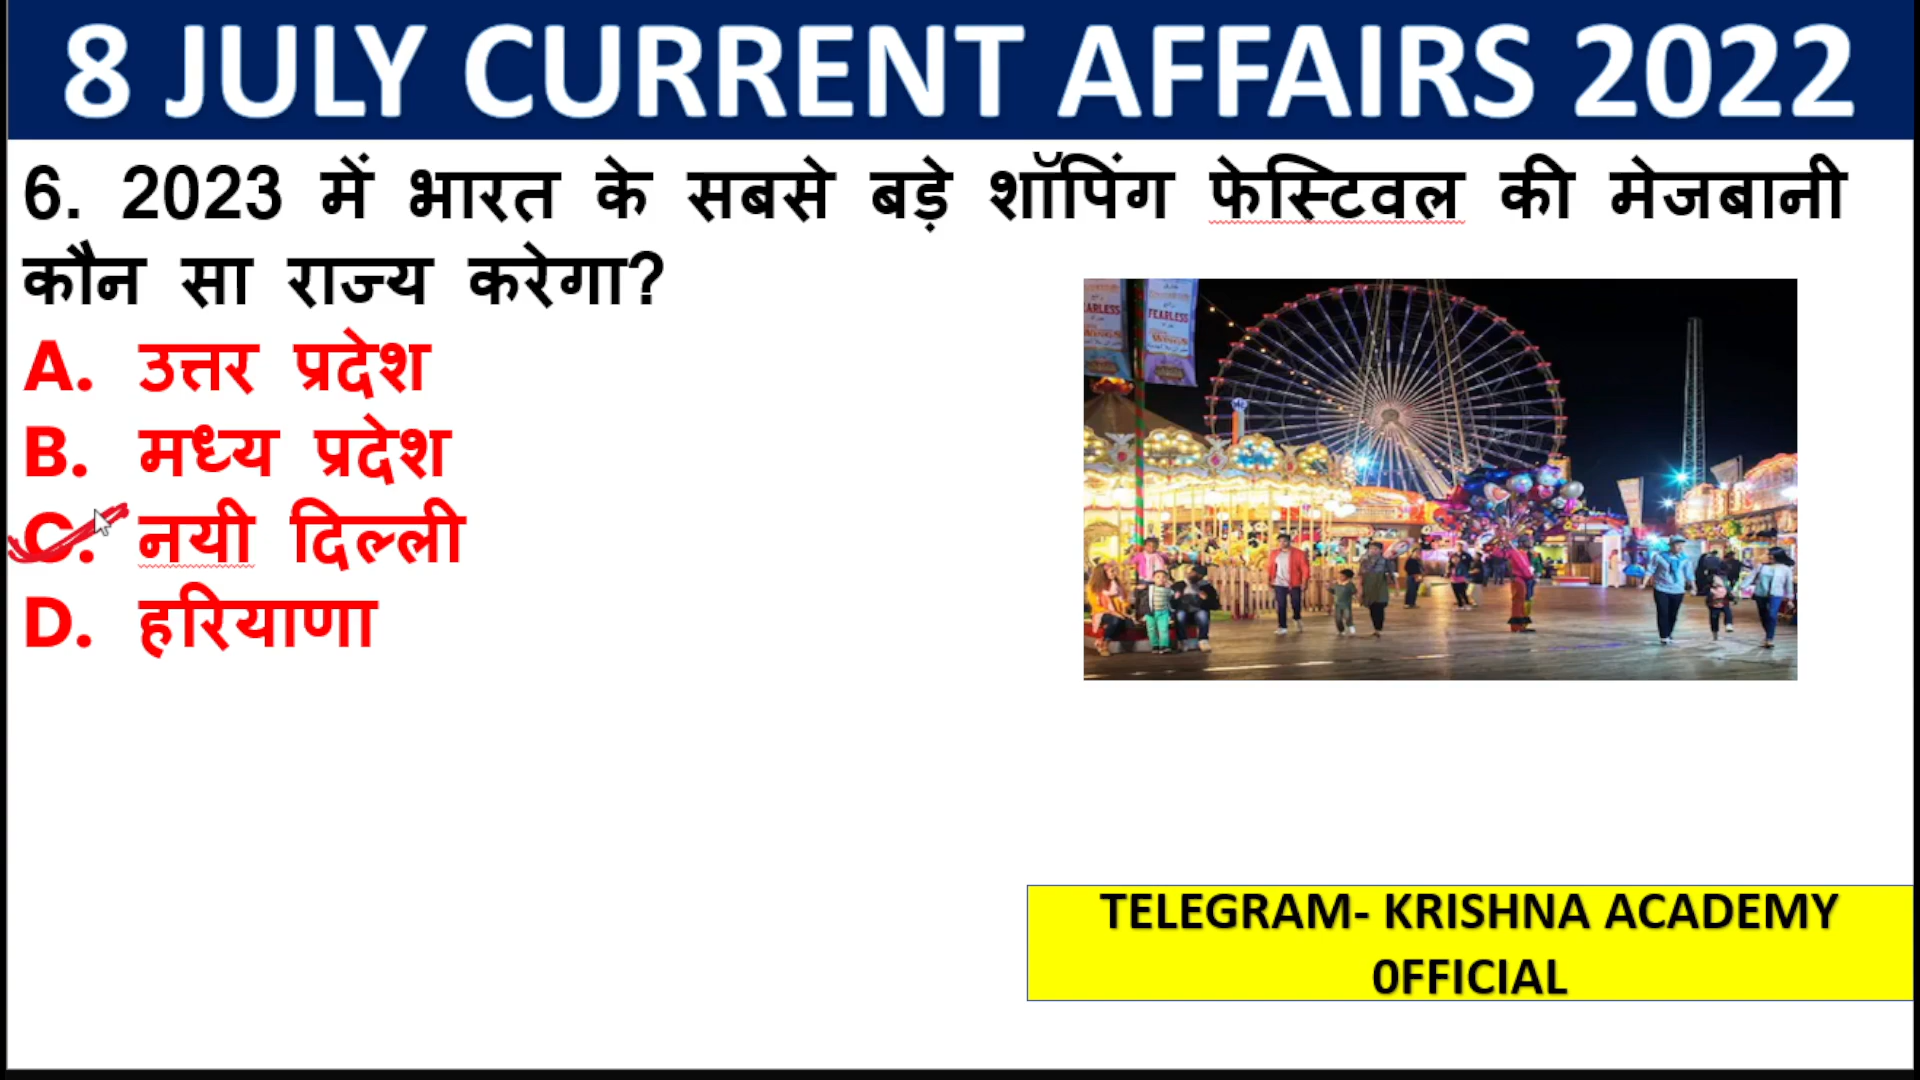 8 JULY CURRENT AFFAIRS 2022
6. 2023 में भारत के सबसे बड़े शॉपिंग फेस्टिवल की मेजबानी
कौन सा राज्य करेगा?
A. उत्तर प्रदेश
B. मध्य प्रदेश
C. नयी दिल्ली
D. हरियाणा
FEARLESS
TELEGRAM- KRISHNA ACADEMY
0FFICIAL